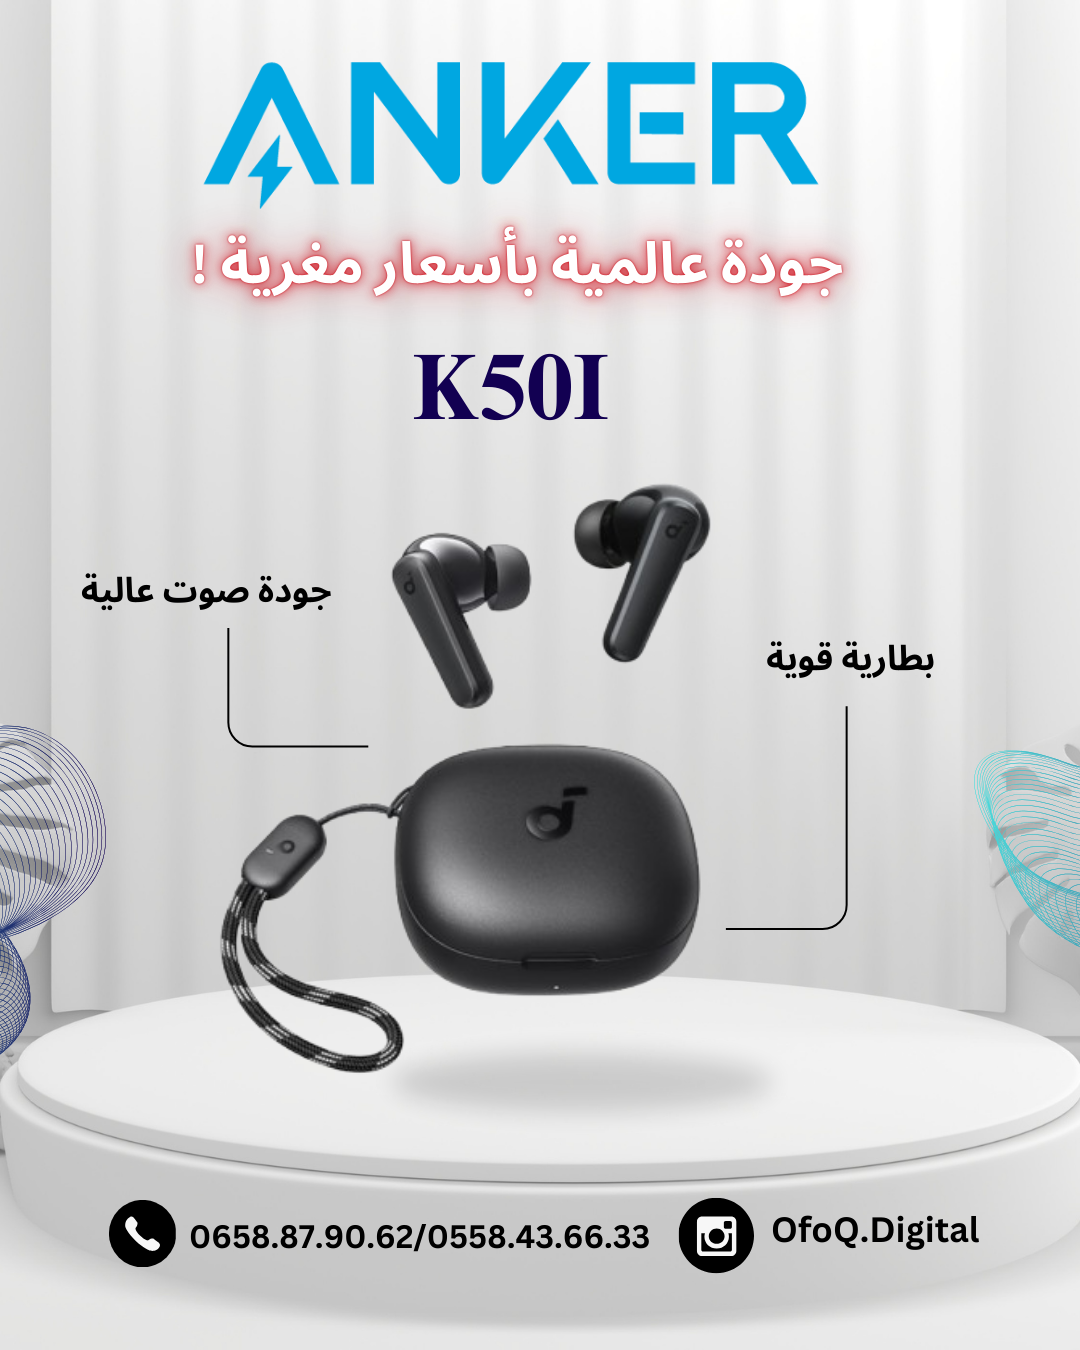 ANKER
جودة عالمية بأسعار مغرية !
K50I
جودة صوت عالية
بطارية قوية
0658.87.90.62/0558.43.66.33
OfoQ.Digital